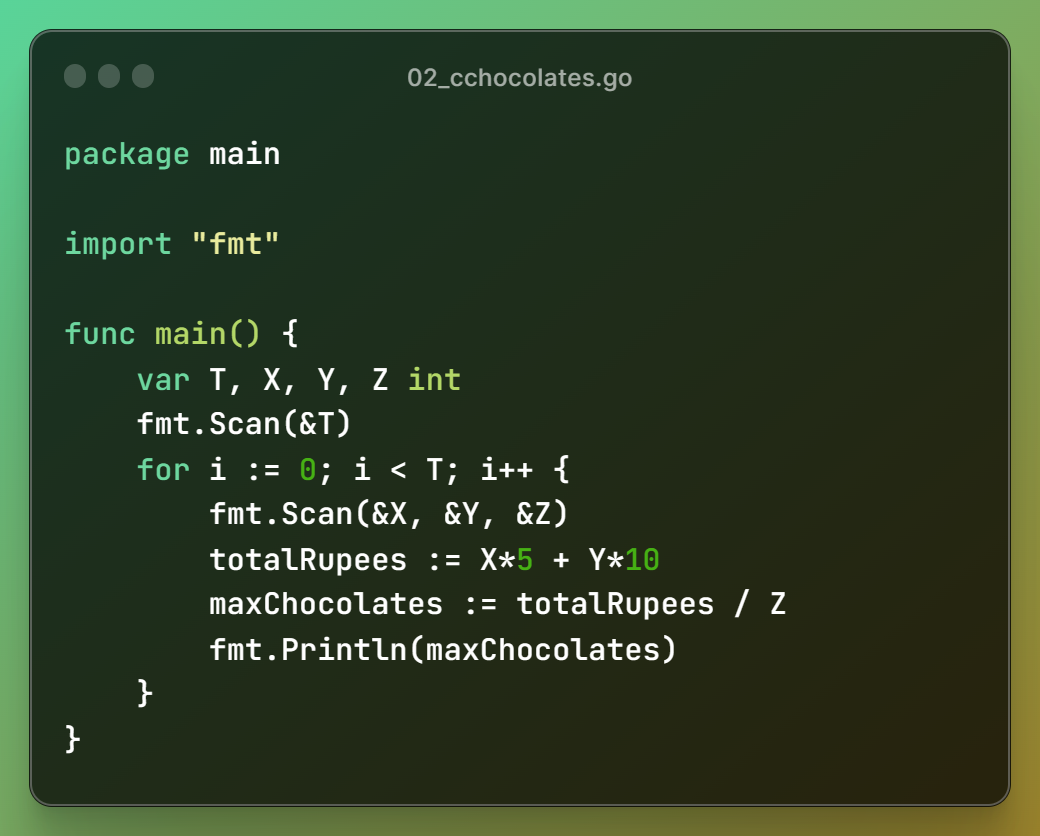 02_cchocolates.go
package main
import "fmt"
func main() {
    var T, X, Y, Z int
    fmt.Scan(&T)
    for i := 0; i < T; i++ {
        fmt.Scan(&X, &Y, &Z)
        totalRupees := X*5 + Y*10
        maxChocolates := totalRupees / Z
        fmt.Println(maxChocolates)
    }
}